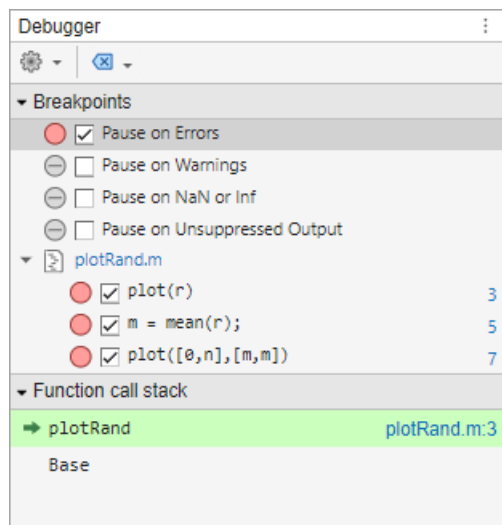 Debugger
Breakpoints
Pause on Errors
Pause on Warnings
Pause on NaN or Inf
Pause on Unsuppressed Output
plotRand.m
plot(r) 3
m = mean(r); 5
plot([0,n],[m,m]) 7
Function call stack
plotRand plotRand.m:3
Base